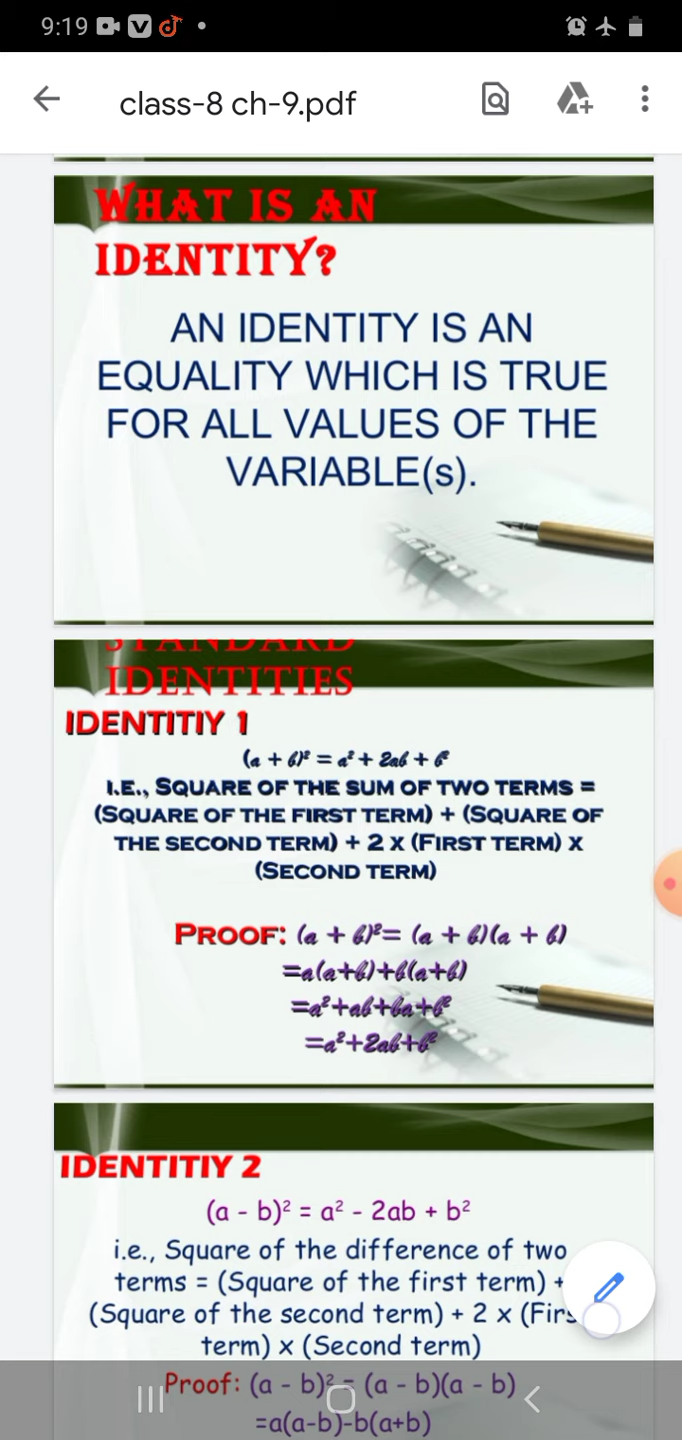 9:19
class-8 ch-9.pdf
WHAT IS AN
IDENTITY?
AN IDENTITY IS AN
EQUALITY WHICH IS TRUE
FOR ALL VALUES OF THE
VARIABLE(s).
STANDARD
IDENTITIES
IDENTITIY 1
(a + b)² = a² + 2ab + b²
I.E., SQUARE OF THE SUM OF TWO TERMS =
(SQUARE OF THE FIRST TERM) + (SQUARE OF
THE SECOND TERM) + 2 X (FIRST TERM) X
(SECOND TERM)
PROOF: (a + b)²= (a + b)(a + b)
=a(a+b)+b(a+b)
=a²+ab+ba+b²
=a²+2ab+b²
IDENTITIY 2
(a - b)² = a² - 2ab + b²
i.e., Square of the difference of two
terms = (Square of the first term) +
(Square of the second term) + 2 x (Firs
term) x (Second term)
Proof: (a - b)² = (a - b)(a - b)
=a(a-b)-b(a+b)